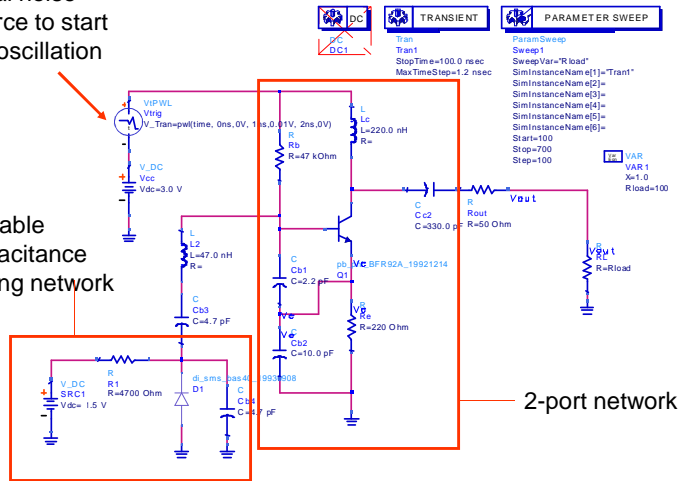 rce to start
oscillation
able
acitance
ng network
2-port network
DC
DC
DC1
TRANSIENT
Tran
Tran1
StopTime=100.0 nsec
MaxTimeStep=1.2 nsec
PARAMETER SWEEP
ParamSweep
Sweep1
SweepVar="Rload"
SimInstanceName[1]="Tran1"
SimInstanceName[2]=
SimInstanceName[3]=
SimInstanceName[4]=
SimInstanceName[5]=
SimInstanceName[6]=
Start=100
Stop=700
Step=100
Var
Eqn
VAR
VAR1
X=1.0
Rload=100
VtPWL
Vtrig
V_Tran=pwl(time, 0ns,0V, 1ns,0.01V, 2ns,0V)
V_DC
Vcc
Vdc=3.0 V
R
Rb
R=47 kOhm
L
Lc
L=220.0 nH
R=
C
Cc2
C=330.0 pF
R
Rout
R=50 Ohm
Vout
Vout
R
RL
R=Rload
L
L2
L=47.0 nH
R=
C
Cb1
C=2.2 pF
BFR92A_19921214
Q1
Ve
C
Cb3
C=4.7 pF
Ve
C
Cb2
C=10.0 pF
R
Re
R=220 Ohm
V_DC
SRC1
Vdc=
.5 V
R
R1
R=4700 Ohm
D1
C
Cb4
C=4.7 pF